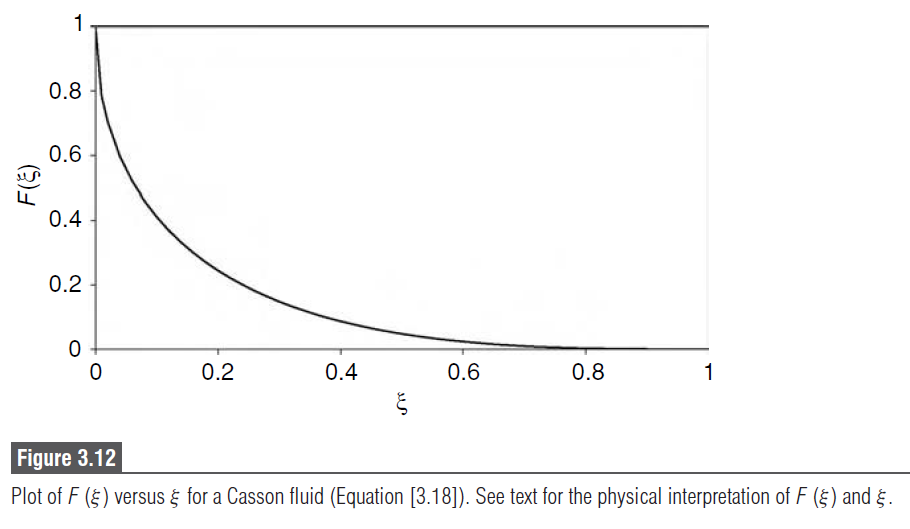 1
0.8
0.6
0.4
0.2
0
F(ξ)
0 0.2 0.4 0.6 0.8 1
ξ
Figure 3.12
Plot of F (ξ) versus ξ for a Casson fluid (Equation [3.18]). See text for the physical interpretation of F (ξ) and ξ.